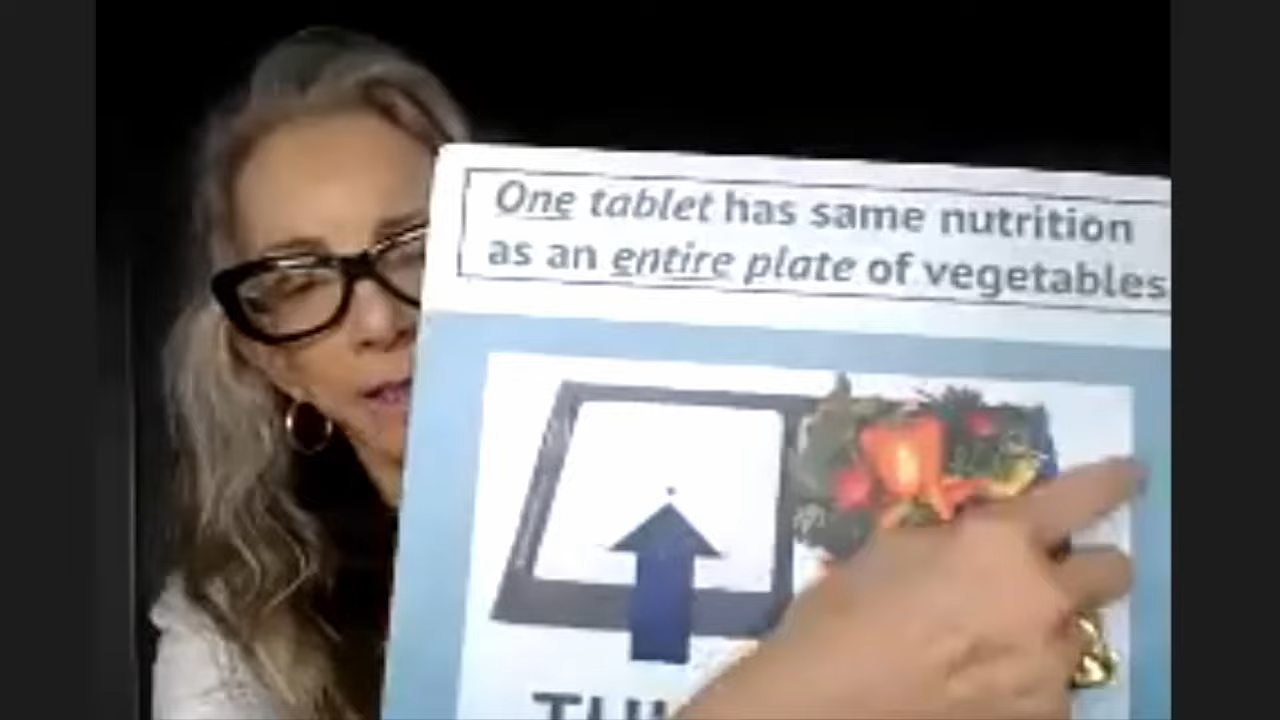 One tablet has same nutrition
as an entire plate of vegetables